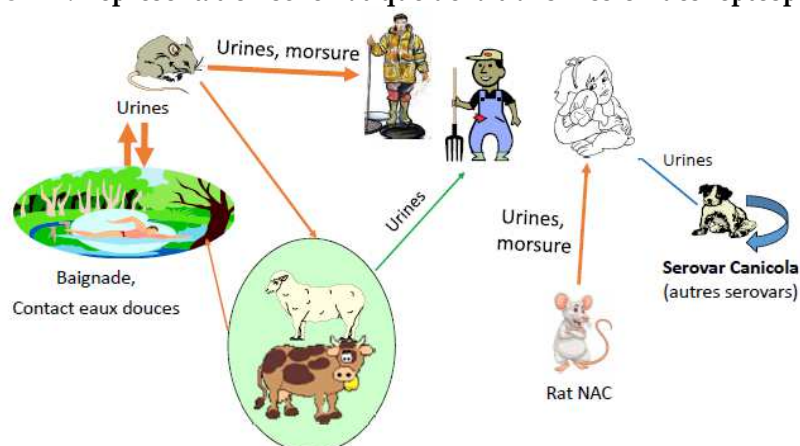 Urines, morsure
Urines
Baignade,
Contact eaux douces
Urines
Urines,
morsure
Rat NAC
Urines
Serovar Canicola
(autres serovars)